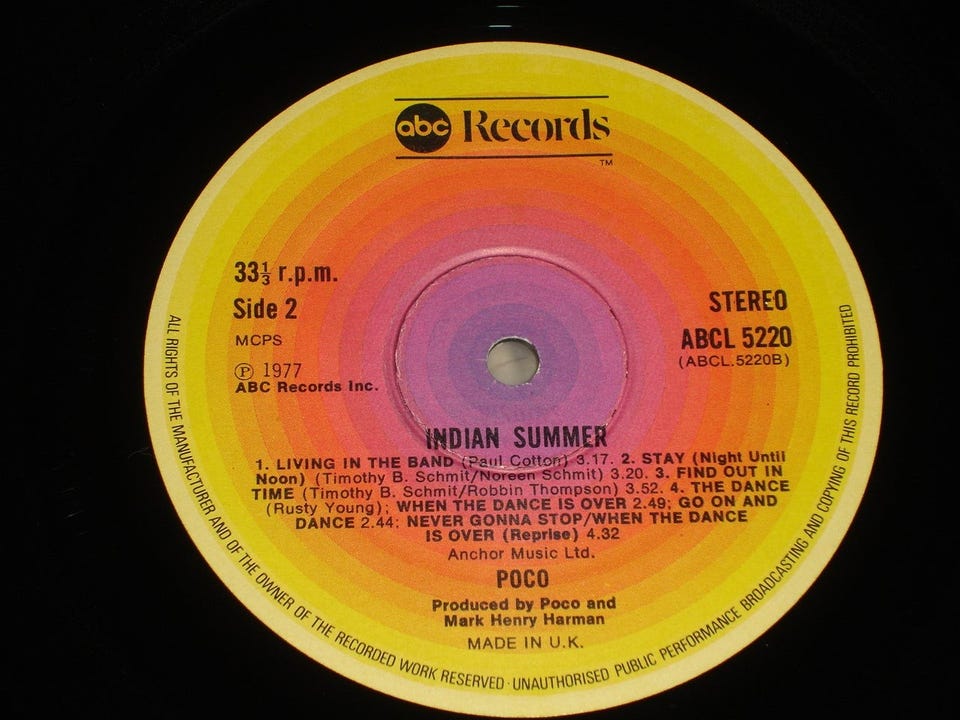 abc Records
TM
33⅓ r.p.m.
Side 2
MCPS
Ⓟ 1977
ABC Records Inc.
STEREO
ABCL 5220
(ABCL.5220B)
INDIAN SUMMER
1. LIVING IN THE BAND (Paul Cotton) 3.17. 2. STAY (Night Until
Noon) (Timothy B. Schmit/Noreen Schmit) 3.20. 3. FIND OUT IN
TIME (Timothy B. Schmit/Robbin Thompson) 3.52. 4. THE DANCE
(Rusty Young); WHEN THE DANCE IS OVER 2.49; GO ON AND
DANCE 2.44; NEVER GONNA STOP/WHEN THE DANCE
IS OVER (Reprise) 4.32
Anchor Music Ltd.
POCO
Produced by Poco and
Mark Henry Harman
MADE IN U.K.
ALL RIGHTS OF THE MANUFACTURER AND OF THE OWNER OF THE RECORDED WORK RESERVED · UNAUTHORISED PUBLIC PERFORMANCE BROADCASTING AND COPYING OF THIS RECORD PROHIBITED